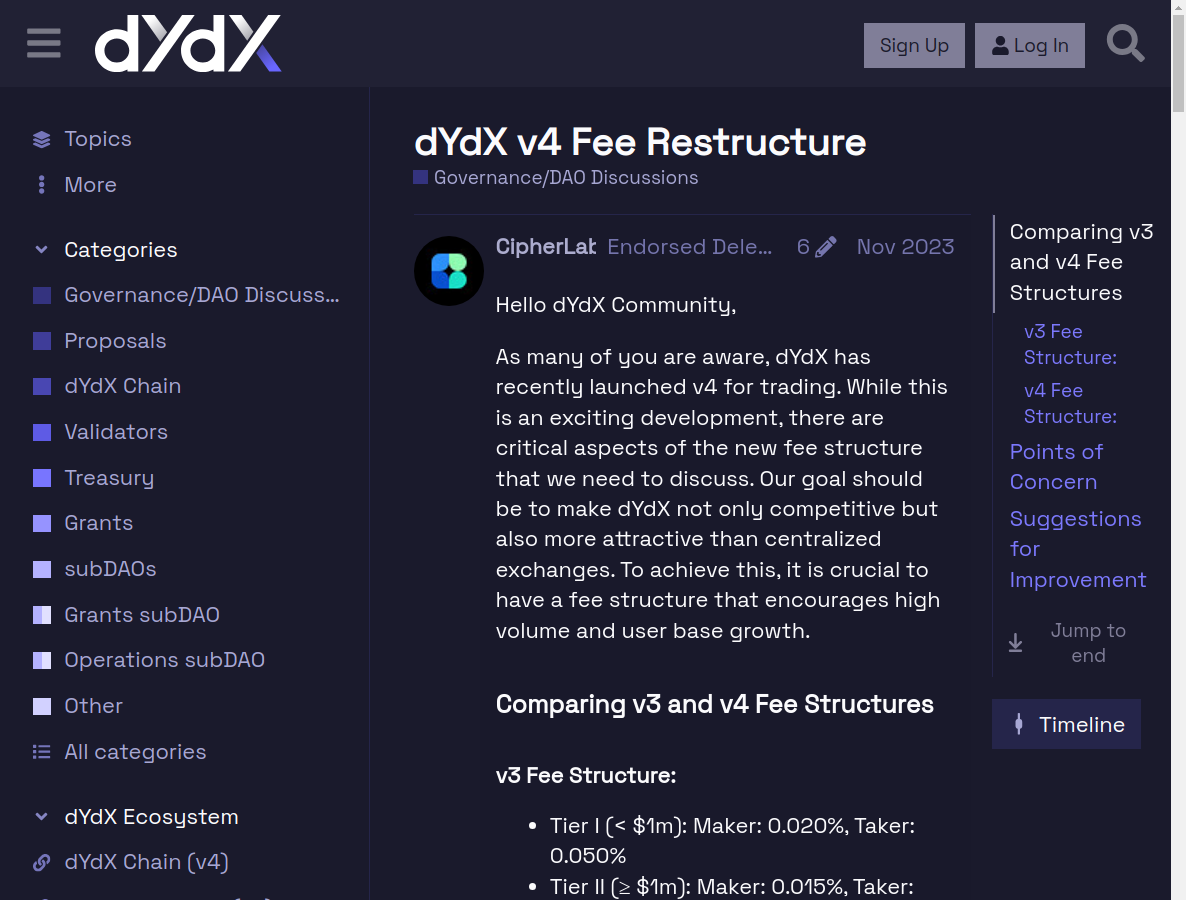 dYdX
Sign Up
Log In
Topics
More
Categories
Governance/DAO Discuss...
Proposals
dYdX Chain
Validators
Treasury
Grants
subDAOs
Grants subDAO
Operations subDAO
Other
All categories
dYdX Ecosystem
dYdX Chain (v4)
dYdX v4 Fee Restructure
Governance/DAO Discussions
CipherLab Endorsed Dele... 6 Nov 2023
Hello dYdX Community,
As many of you are aware, dYdX has
recently launched v4 for trading. While this
is an exciting development, there are
critical aspects of the new fee structure
that we need to discuss. Our goal should
be to make dYdX not only competitive but
also more attractive than centralized
exchanges. To achieve this, it is crucial to
have a fee structure that encourages high
volume and user base growth.
Comparing v3 and v4 Fee Structures
v3 Fee Structure:
Tier I (< $1m): Maker: 0.020%, Taker:
0.050%
Tier II (≥ $1m): Maker: 0.015%, Taker:
Comparing v3
and v4 Fee
Structures
v3 Fee
Structure:
v4 Fee
Structure:
Points of
Concern
Suggestions
for
Improvement
Jump to
end
Timeline